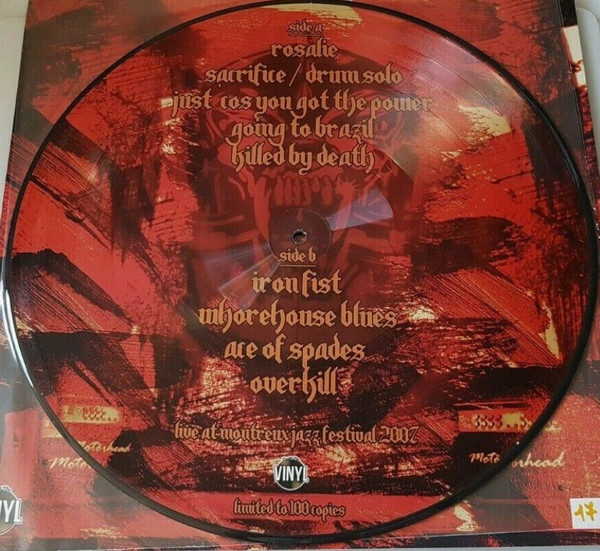 side a
rosalie
sacrifice / drum solo
just cos you got the power
going to brazil
killed by death
side b
iron fist
whorehouse blues
ace of spades
overkill
live at montreux jazz festival 2007
Motörhead
Motörhead
VINYL
limited to 100 copies
YL
17